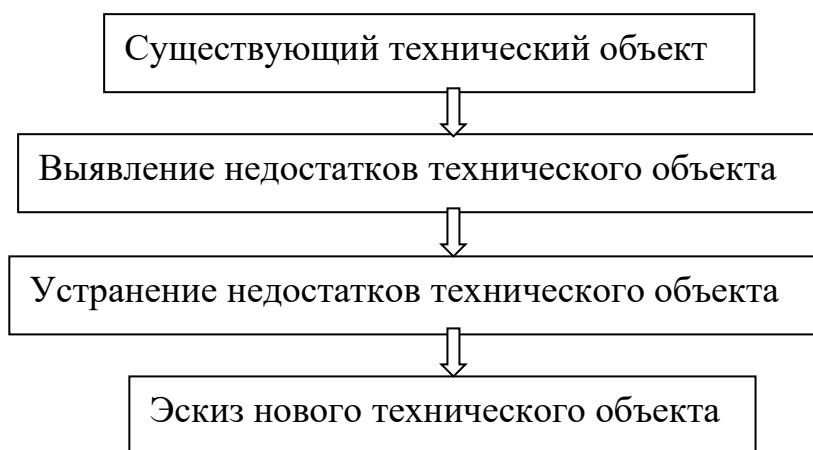 Существующий технический объект
Выявление недостатков технического объекта
Устранение недостатков технического объекта
Эскиз нового технического объекта